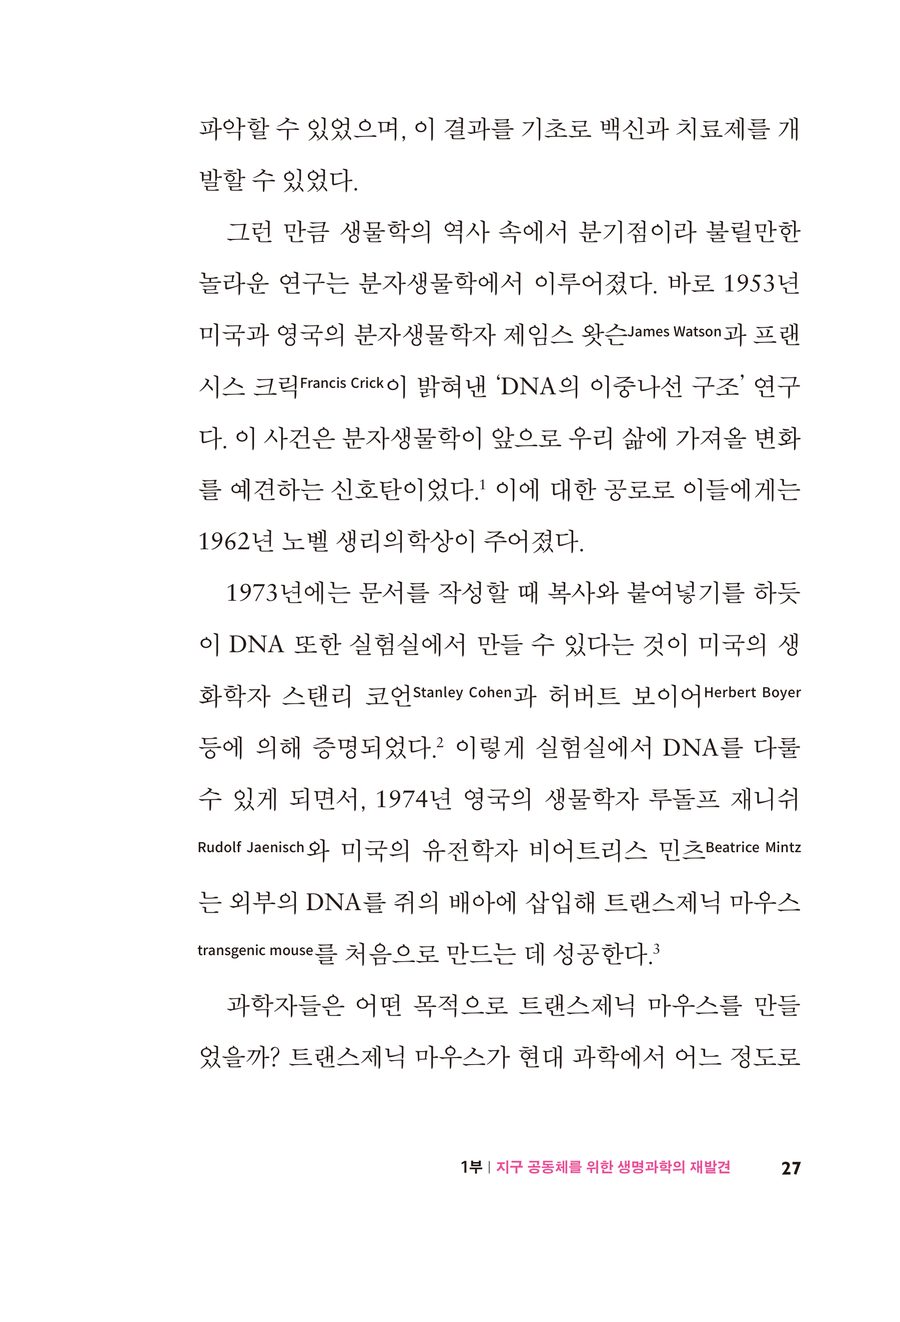 파악할 수 있었으며, 이 결과를 기초로 백신과 치료제를 개
발할 수 있었다.
그런 만큼 생물학의 역사 속에서 분기점이라 불릴만한
놀라운 연구는 분자생물학에서 이루어졌다. 바로 1953년
미국과 영국의 분자생물학자 제임스 왓슨James Watson과 프랜
시스 크릭Francis Crick이 밝혀낸 ‘DNA의 이중나선 구조’ 연구
다. 이 사건은 분자생물학이 앞으로 우리 삶에 가져올 변화
를 예견하는 신호탄이었다.1 이에 대한 공로로 이들에게는
1962년 노벨 생리의학상이 주어졌다.
1973년에는 문서를 작성할 때 복사와 붙여넣기를 하듯
이 DNA 또한 실험실에서 만들 수 있다는 것이 미국의 생
화학자 스탠리 코언Stanley Cohen과 허버트 보이어Herbert Boyer
등에 의해 증명되었다.2 이렇게 실험실에서 DNA를 다룰
수 있게 되면서, 1974년 영국의 생물학자 루돌프 재니쉬
Rudolf Jaenisch와 미국의 유전학자 비어트리스 민츠Beatrice Mintz
는 외부의 DNA를 쥐의 배아에 삽입해 트랜스제닉 마우스
transgenic mouse를 처음으로 만드는 데 성공한다.3
과학자들은 어떤 목적으로 트랜스제닉 마우스를 만들
었을까? 트랜스제닉 마우스가 현대 과학에서 어느 정도로
1부 | 지구 공동체를 위한 생명과학의 재발견 27